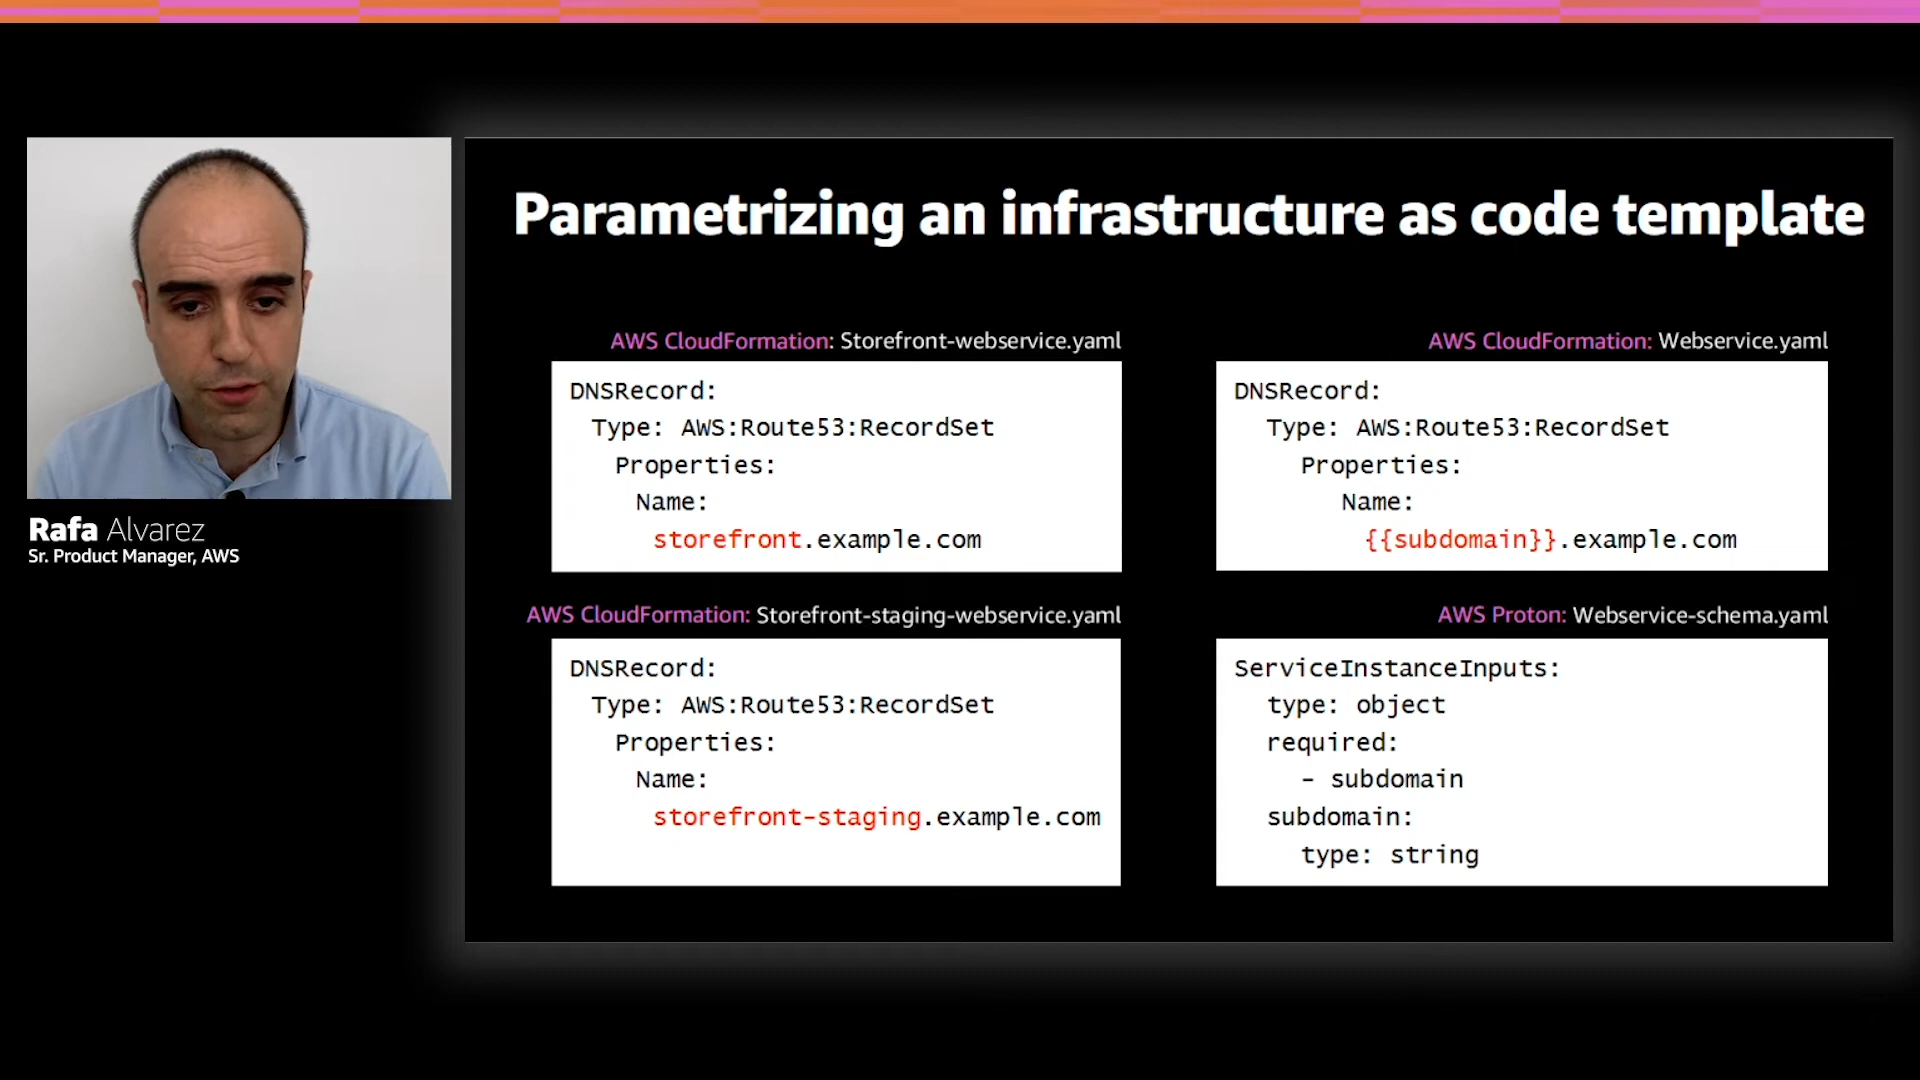 Parametrizing an infrastructure as code template
AWS CloudFormation: Storefront-webservice.yaml
DNSRecord:
Type: AWS:Route53:RecordSet
Properties:
Name:
storefront.example.com
AWS CloudFormation: Storefront-staging-webservice.yaml
DNSRecord:
Type: AWS:Route53:RecordSet
Properties:
Name:
storefront-staging.example.com
AWS CloudFormation: Webservice.yaml
DNSRecord:
Type: AWS:Route53:RecordSet
Properties:
Name:
{{subdomain}}.example.com
AWS Proton: Webservice-schema.yaml
ServiceInstanceInputs:
type: object
required:
- subdomain
subdomain:
type: string
Rafa Alvarez
Sr. Product Manager, AWS